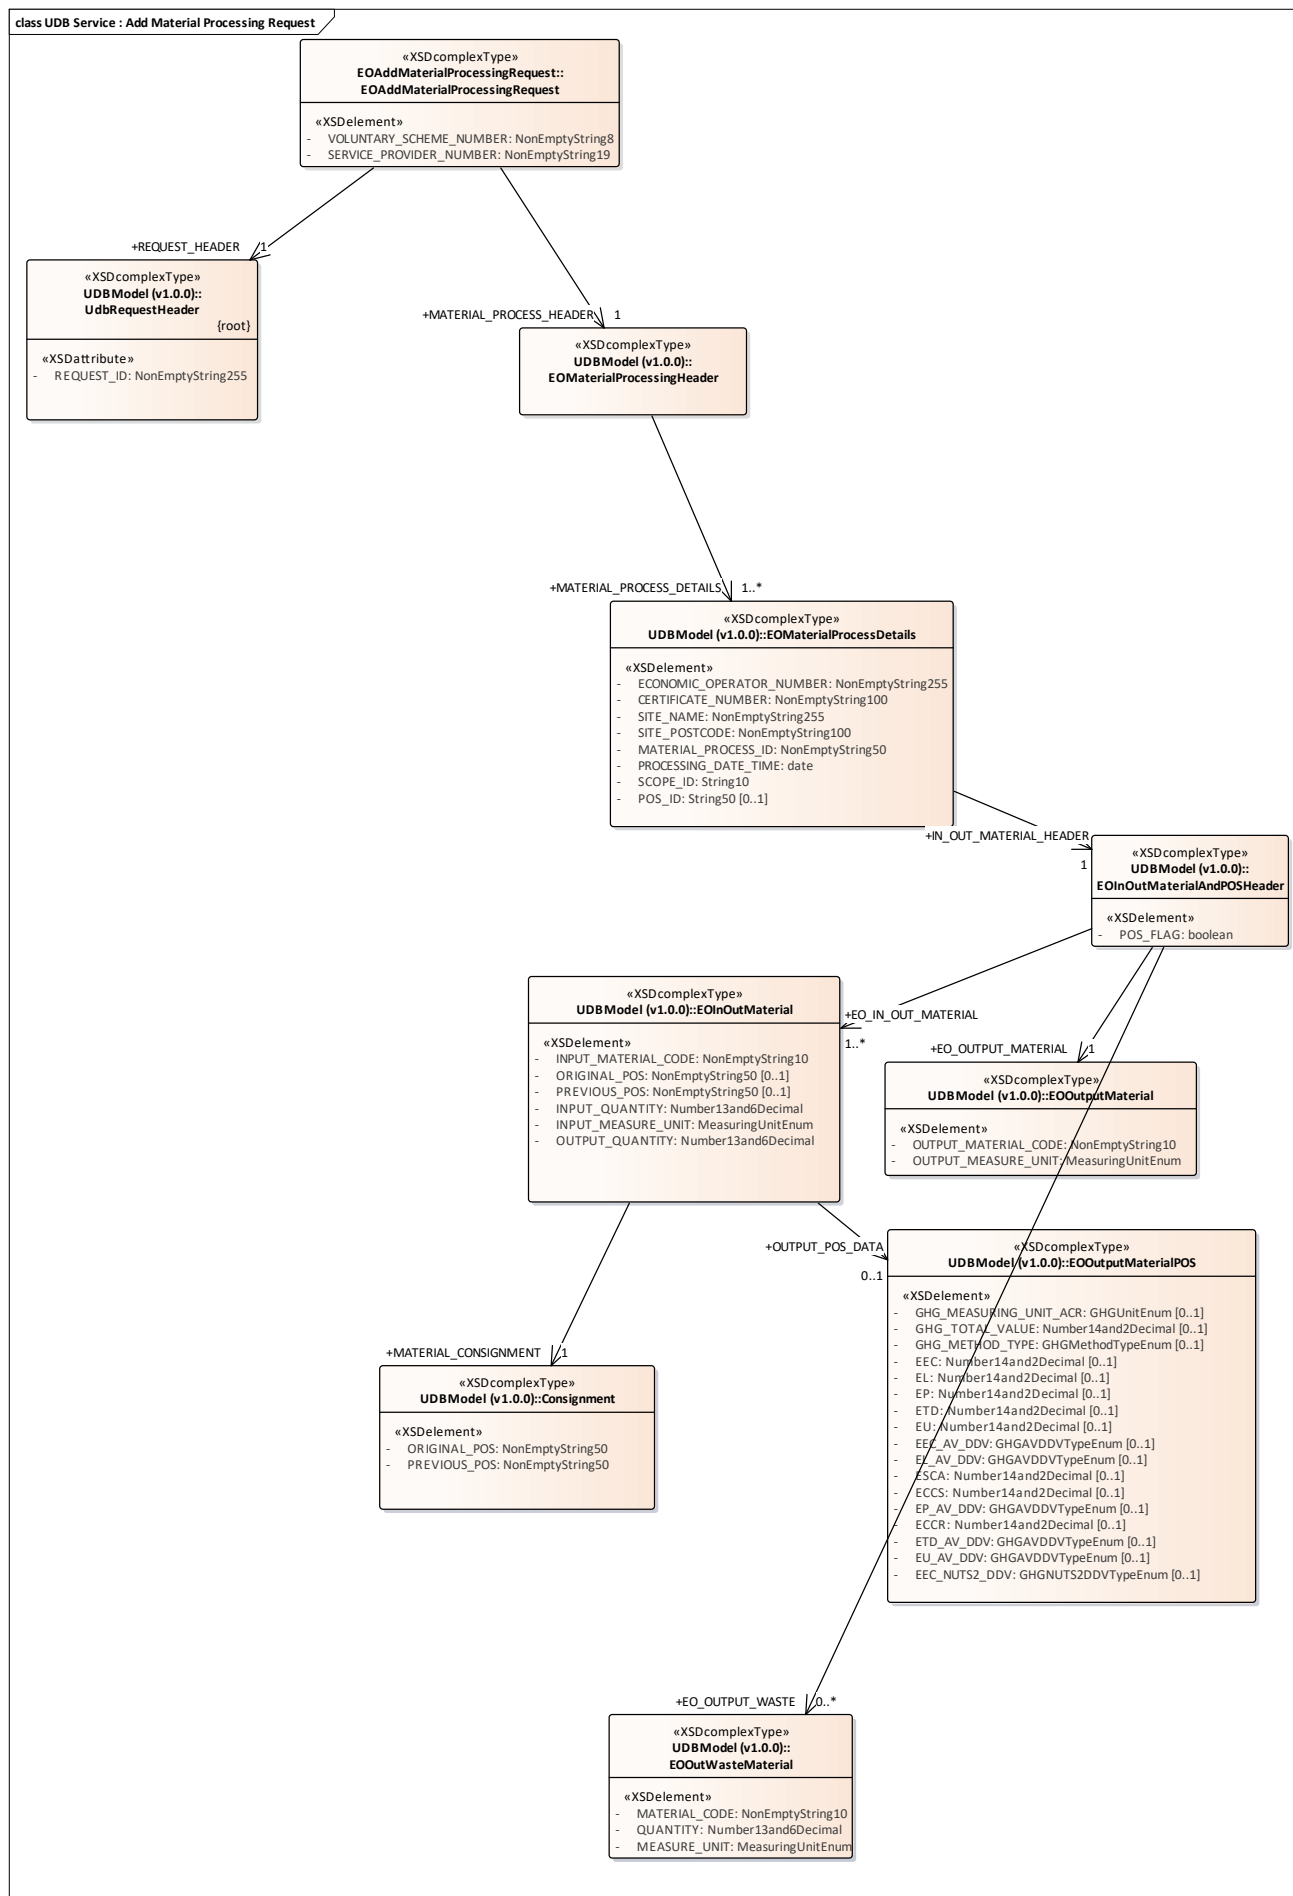 class UDB Service : Add Material Processing Request
«XSDcomplexType»
EOAddMaterialProcessingRequest::
EOAddMaterialProcessingRequest
«XSDelement»
- VOLUNTARY_SCHEME_NUMBER: NonEmptyString8
- SERVICE_PROVIDER_NUMBER: NonEmptyString19
+REQUEST_HEADER 1
«XSDcomplexType»
UDBModel (v1.0.0)::
UdbRequestHeader
{root}
«XSDattribute»
- REQUEST_ID: NonEmptyString255
+MATERIAL_PROCESS_HEADER 1
«XSDcomplexType»
UDBModel (v1.0.0)::
EOMaterialProcessingHeader
+MATERIAL_PROCESS_DETAILS 1..*
«XSDcomplexType»
UDBModel (v1.0.0)::EOMaterialProcessDetails
«XSDelement»
- ECONOMIC_OPERATOR_NUMBER: NonEmptyString255
- CERTIFICATE_NUMBER: NonEmptyString100
- SITE_NAME: NonEmptyString255
- SITE_POSTCODE: NonEmptyString100
- MATERIAL_PROCESS_ID: NonEmptyString50
- PROCESSING_DATE_TIME: date
- SCOPE_ID: String10
- POS_ID: String50 [0..1]
+IN_OUT_MATERIAL_HEADER
1
«XSDcomplexType»
UDBModel (v1.0.0)::
EOInOutMaterialAndPOSHeader
«XSDelement»
- POS_FLAG: boolean
+EO_IN_OUT_MATERIAL
1..*
«XSDcomplexType»
UDBModel (v1.0.0)::EOInOutMaterial
«XSDelement»
- INPUT_MATERIAL_CODE: NonEmptyString10
- ORIGINAL_POS: NonEmptyString50 [0..1]
- PREVIOUS_POS: NonEmptyString50 [0..1]
- INPUT_QUANTITY: Number13and6Decimal
- INPUT_MEASURE_UNIT: MeasuringUnitEnum
- OUTPUT_QUANTITY: Number13and6Decimal
+EO_OUTPUT_MATERIAL 1
«XSDcomplexType»
UDBModel (v1.0.0)::EOOutputMaterial
«XSDelement»
- OUTPUT_MATERIAL_CODE: NonEmptyString10
- OUTPUT_MEASURE_UNIT: MeasuringUnitEnum
+OUTPUT_POS_DATA
0..1
«XSDcomplexType»
UDBModel (v1.0.0)::EOOutputMaterialPOS
«XSDelement»
- GHG_MEASURING_UNIT_ACR: GHGUnitEnum [0..1]
- GHG_TOTAL_VALUE: Number14and2Decimal [0..1]
- GHG_METHOD_TYPE: GHGMethodTypeEnum [0..1]
- EEC: Number14and2Decimal [0..1]
- EL: Number14and2Decimal [0..1]
- EP: Number14and2Decimal [0..1]
- ETD: Number14and2Decimal [0..1]
- EU: Number14and2Decimal [0..1]
- EEC_AV_DDV: GHGAVDDVTypeEnum [0..1]
- EL_AV_DDV: GHGAVDDVTypeEnum [0..1]
- ESCA: Number14and2Decimal [0..1]
- ECCS: Number14and2Decimal [0..1]
- EP_AV_DDV: GHGAVDDVTypeEnum [0..1]
- ECCR: Number14and2Decimal [0..1]
- ETD_AV_DDV: GHGAVDDVTypeEnum [0..1]
- EU_AV_DDV: GHGAVDDVTypeEnum [0..1]
- EEC_NUTS2_DDV: GHGNUTS2DDVTypeEnum [0..1]
+MATERIAL_CONSIGNMENT 1
«XSDcomplexType»
UDBModel (v1.0.0)::Consignment
«XSDelement»
- ORIGINAL_POS: NonEmptyString50
- PREVIOUS_POS: NonEmptyString50
+EO_OUTPUT_WASTE 0..*
«XSDcomplexType»
UDBModel (v1.0.0)::
EOOutWasteMaterial
«XSDelement»
- MATERIAL_CODE: NonEmptyString10
- QUANTITY: Number13and6Decimal
- MEASURE_UNIT: MeasuringUnitEnum